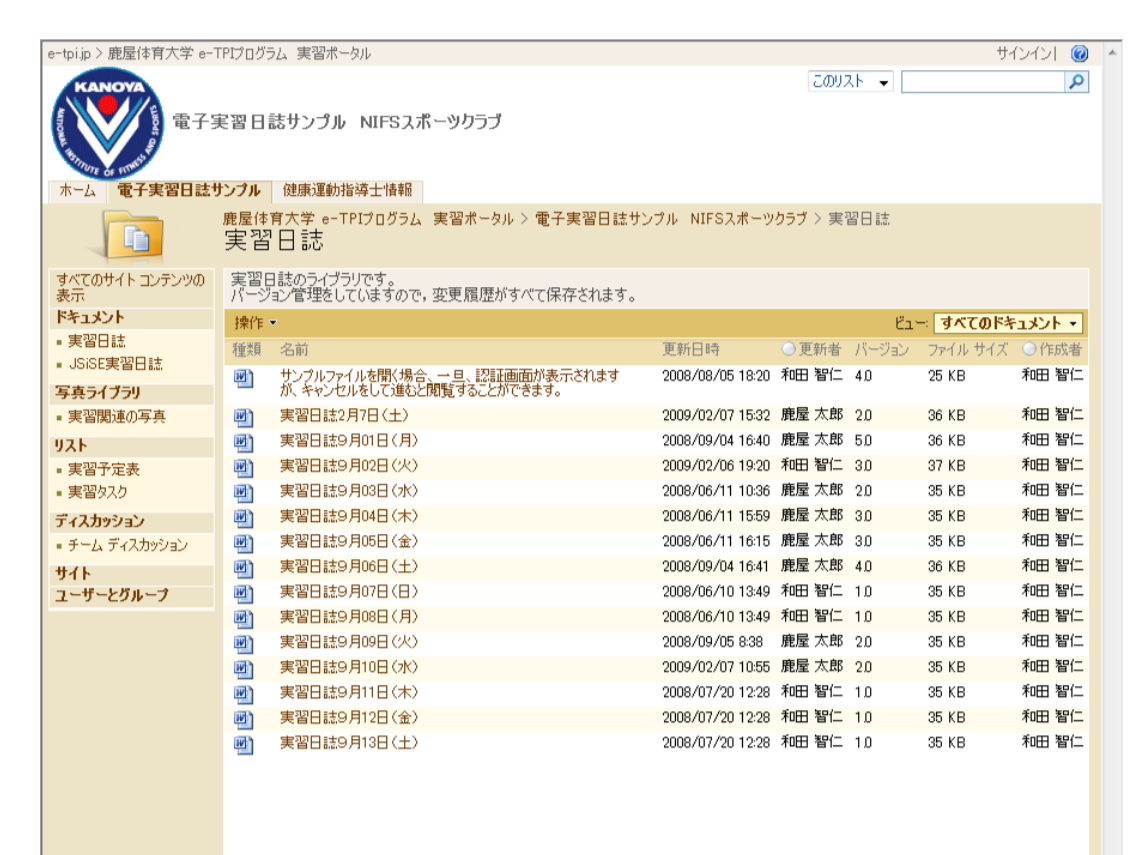 e-tpi.jp > 鹿屋体育大学 e-TPIプログラム 実習ポータル
サインイン|
KANOYA
NATIONAL INSTITUTE OF FITNESS AND SPORTS
このリスト
電子実習日誌サンプル NIFSスポーツクラブ
ホーム 電子実習日誌サンプル 健康運動指導士情報
鹿屋体育大学 e-TPIプログラム 実習ポータル > 電子実習日誌サンプル NIFSスポーツクラブ > 実習日誌
実習日誌
すべてのサイト コンテンツの
表示
ドキュメント
実習日誌
JSiSE実習日誌
写真ライブラリ
実習関連の写真
リスト
実習予定表
実習タスク
ディスカッション
チーム ディスカッション
サイト
ユーザーとグループ
実習日誌のライブラリです。
バージョン管理をしていますので，変更履歴がすべて保存されます。
操作 ビュー: すべてのドキュメント
種類 名前 更新日時 更新者 バージョン ファイル サイズ 作成者
サンプルファイルを開く場合、一旦、認証画面が表示されます
が、キャンセルをして進むと閲覧することができます。 2008/08/05 18:20 和田 智仁 4.0 25 KB 和田 智仁
実習日誌2月7日（土） 2009/02/07 15:32 鹿屋 太郎 2.0 36 KB 和田 智仁
実習日誌9月01日（月） 2008/09/04 16:40 鹿屋 太郎 5.0 36 KB 和田 智仁
実習日誌9月02日（火） 2009/02/06 19:20 和田 智仁 3.0 37 KB 和田 智仁
実習日誌9月03日（水） 2008/06/11 10:36 鹿屋 太郎 2.0 35 KB 和田 智仁
実習日誌9月04日（木） 2008/06/11 15:59 鹿屋 太郎 3.0 35 KB 和田 智仁
実習日誌9月05日（金） 2008/06/11 16:15 鹿屋 太郎 3.0 35 KB 和田 智仁
実習日誌9月06日（土） 2008/09/04 16:41 鹿屋 太郎 4.0 36 KB 和田 智仁
実習日誌9月07日（日） 2008/06/10 13:49 和田 智仁 1.0 35 KB 和田 智仁
実習日誌9月08日（月） 2008/06/10 13:49 和田 智仁 1.0 35 KB 和田 智仁
実習日誌9月09日（火） 2008/09/05 8:38 鹿屋 太郎 2.0 35 KB 和田 智仁
実習日誌9月10日（水） 2009/02/07 10:55 鹿屋 太郎 2.0 35 KB 和田 智仁
実習日誌9月11日（木） 2008/07/20 12:28 和田 智仁 1.0 35 KB 和田 智仁
実習日誌9月12日（金） 2008/07/20 12:28 和田 智仁 1.0 35 KB 和田 智仁
実習日誌9月13日（土） 2008/07/20 12:28 和田 智仁 1.0 35 KB 和田 智仁